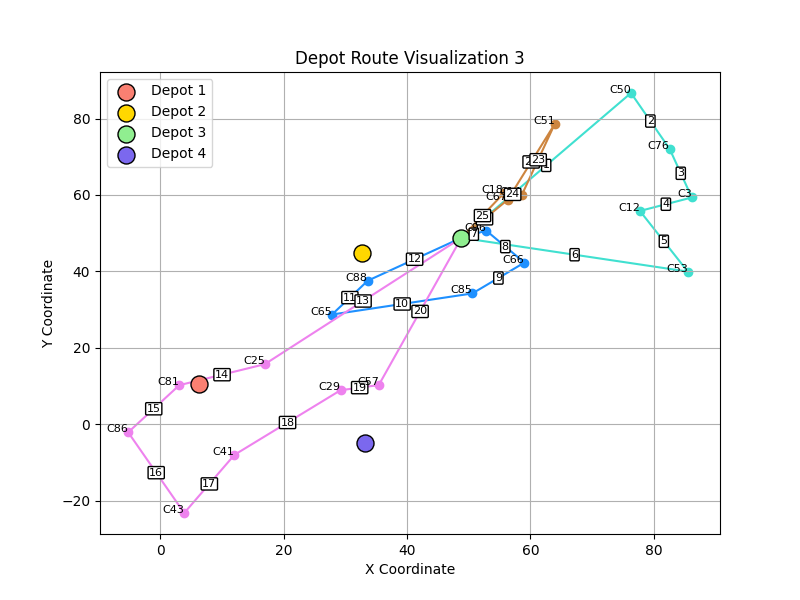 Depot Route Visualization 3
Depot 1
Depot 2
Depot 3
Depot 4
Y Coordinate
80
60
40
20
0
−20
0
20
40
60
80
X Coordinate
C50
C51
C76
C18
C3
C12
C53
C66
C88
C85
C65
C25
C81
C29
C57
C86
C41
C43
1
2
3
4
5
6
7
8
9
10
11
12
13
14
15
16
17
18
19
20
23
24
25